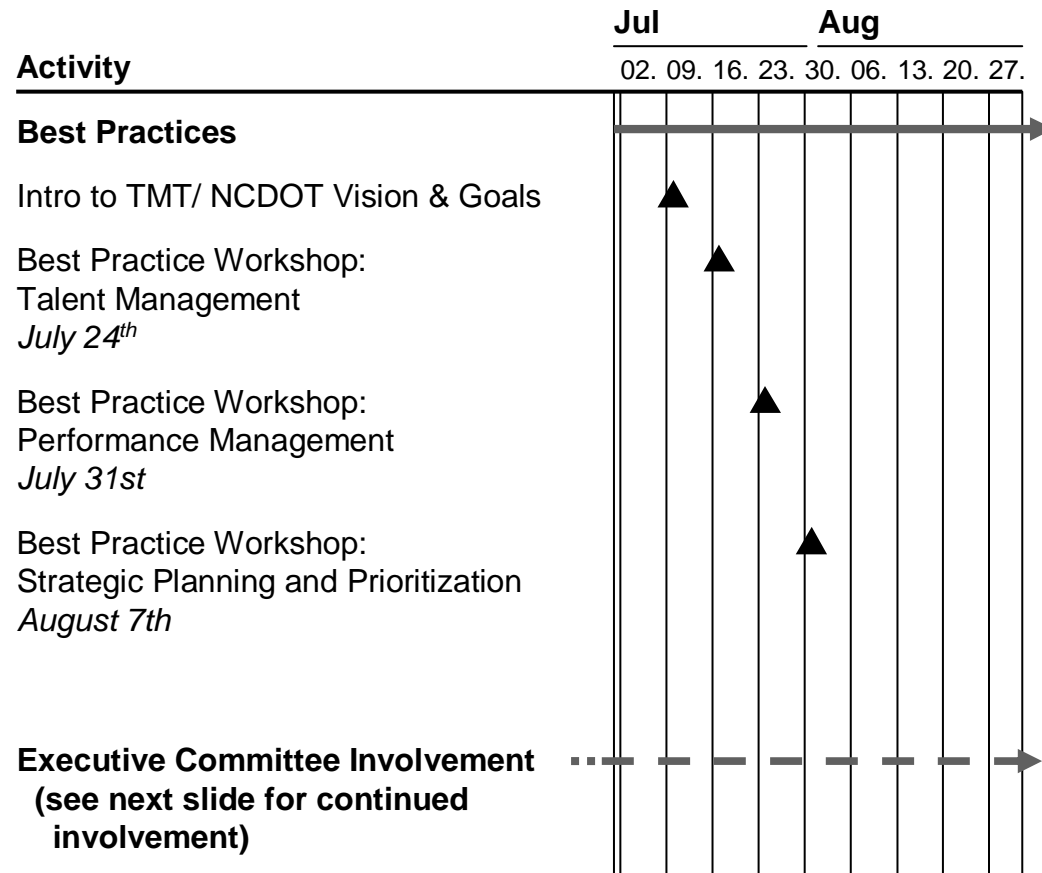 Jul Aug
Activity 02. 09. 16. 23. 30. 06. 13. 20. 27.
Best Practices
Intro to TMT/ NCDOT Vision & Goals
Best Practice Workshop:
Talent Management
July 24th
Best Practice Workshop:
Performance Management
July 31st
Best Practice Workshop:
Strategic Planning and Prioritization
August 7th
Executive Committee Involvement
(see next slide for continued
involvement)